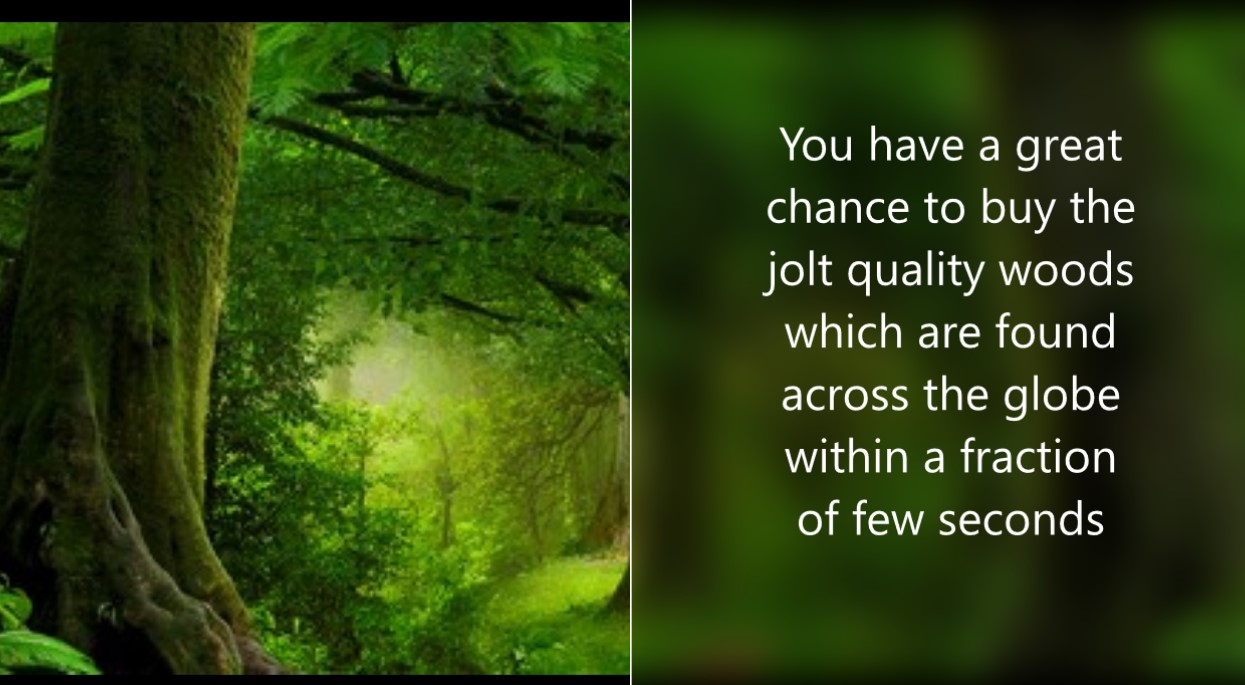 You have a great
chance to buy the
jolt quality woods
which are found
across the globe
within a fraction
of few seconds